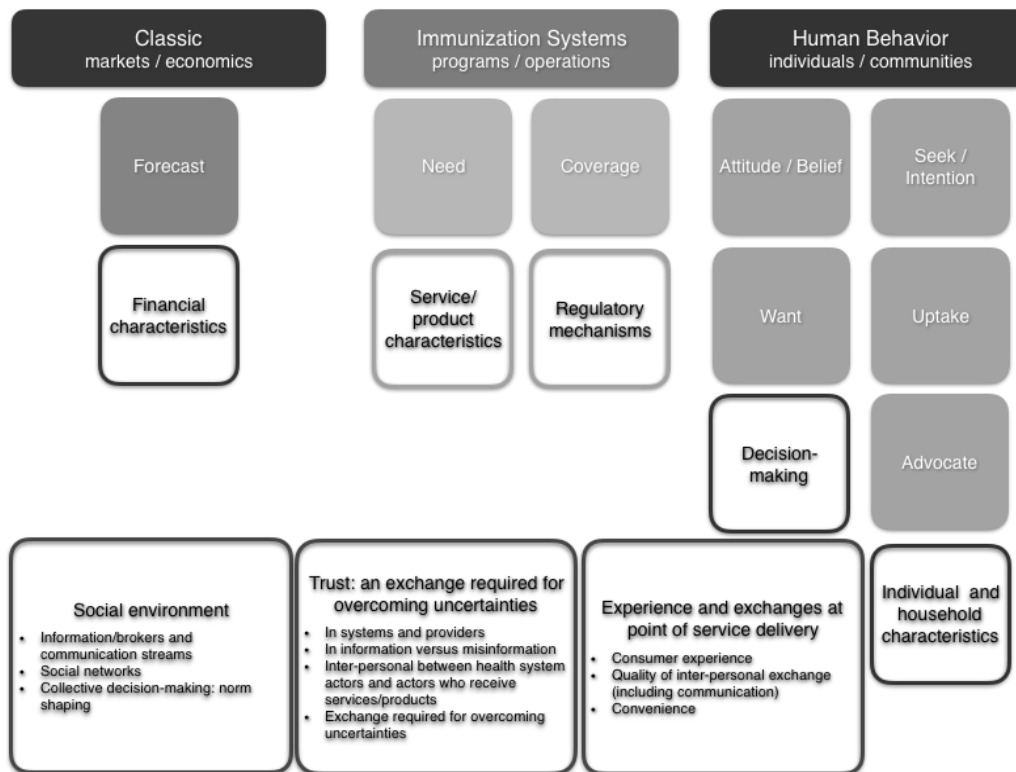 Classic
markets / economics
Immunization Systems
programs / operations
Human Behavior
individuals / communities
Forecast
Need
Coverage
Attitude / Belief
Seek /
Intention
Financial
characteristics
Service/
product
characteristics
Regulatory
mechanisms
Want
Uptake
Decision-
making
Advocate
Social environment
• Information/brokers and
communication streams
• Social networks
• Collective decision-making: norm
shaping
Trust: an exchange required for
overcoming uncertainties
• In systems and providers
• In information versus misinformation
• Inter-personal between health system
actors and actors who receive
services/products
• Exchange required for overcoming
uncertainties
Experience and exchanges at
point of service delivery
• Consumer experience
• Quality of inter-personal exchange
(including communication)
• Convenience
Individual and
household
characteristics